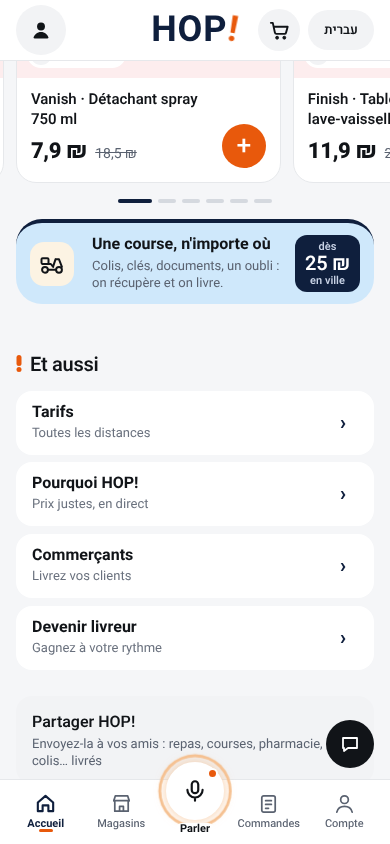 HOP!
עברית
Vanish · Détachant spray
750 ml
7,9 ₪ 18,5 ₪
+
Finish · Tabl
lave-vaissell
11,9 ₪
Une course, n'importe où
Colis, clés, documents, un oubli :
on récupère et on livre.
dès
25 ₪
en ville
! Et aussi
Tarifs
Toutes les distances
›
Pourquoi HOP!
Prix justes, en direct
›
Commerçants
Livrez vos clients
›
Devenir livreur
Gagnez à votre rythme
›
Partager HOP!
Envoyez-la à vos amis : repas, courses, pharmacie,
colis… livrés
Accueil
Magasins
Parler
Commandes
Compte